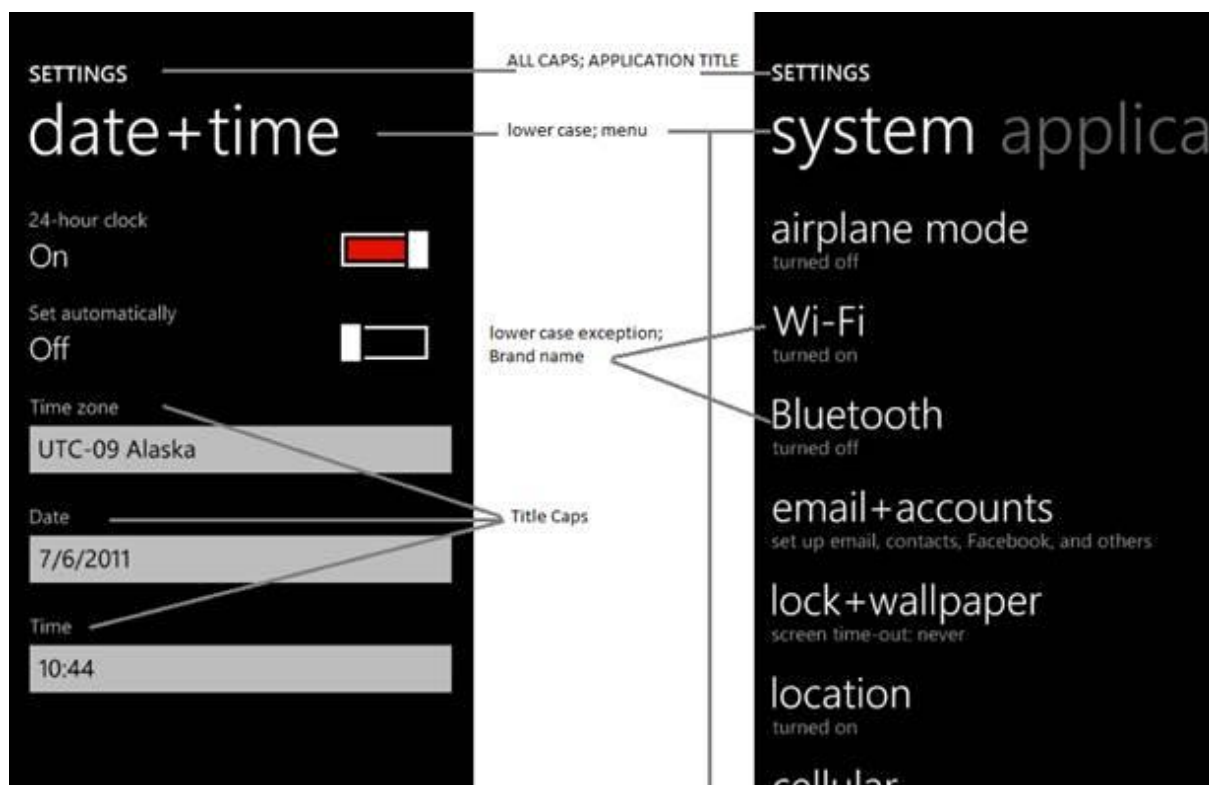 SETTINGS
date+time
24-hour clock
On
Set automatically
Off
Time zone
UTC-09 Alaska
Date
7/6/2011
Time
10:44
ALL CAPS; APPLICATION TITLE
lower case; menu
lower case exception;
Brand name
Title Caps
SETTINGS
system applica
airplane mode
turned off
Wi-Fi
turned on
Bluetooth
turned off
email+accounts
set up email, contacts, Facebook, and others
lock+wallpaper
screen time-out: never
location
turned on
cellular